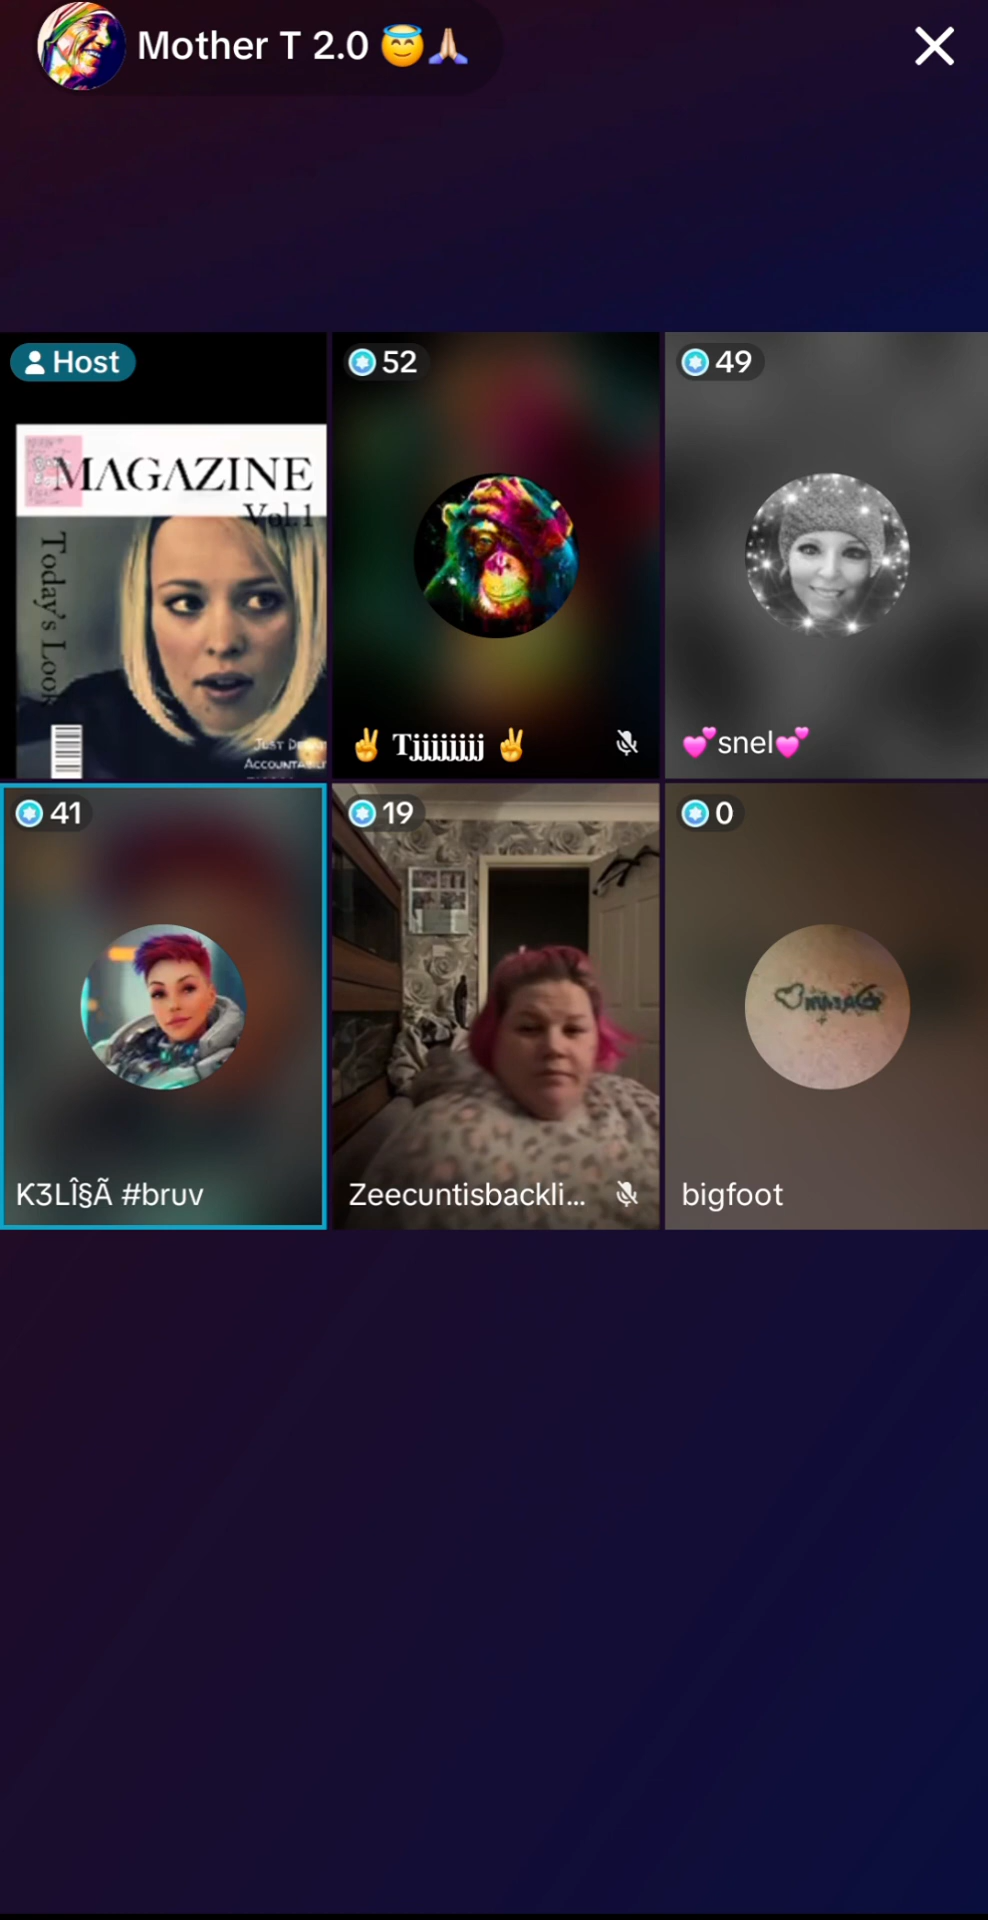 Mother T 2.0 😇🙏🏼
Host
MAGAZINE
Vol.1
Today's Look
52
✌️ Tjjjjjjjj ✌️
49
💕snel💕
41
K3LÎ§Ã #bruv
19
Zeecuntisbackli...
0
bigfoot